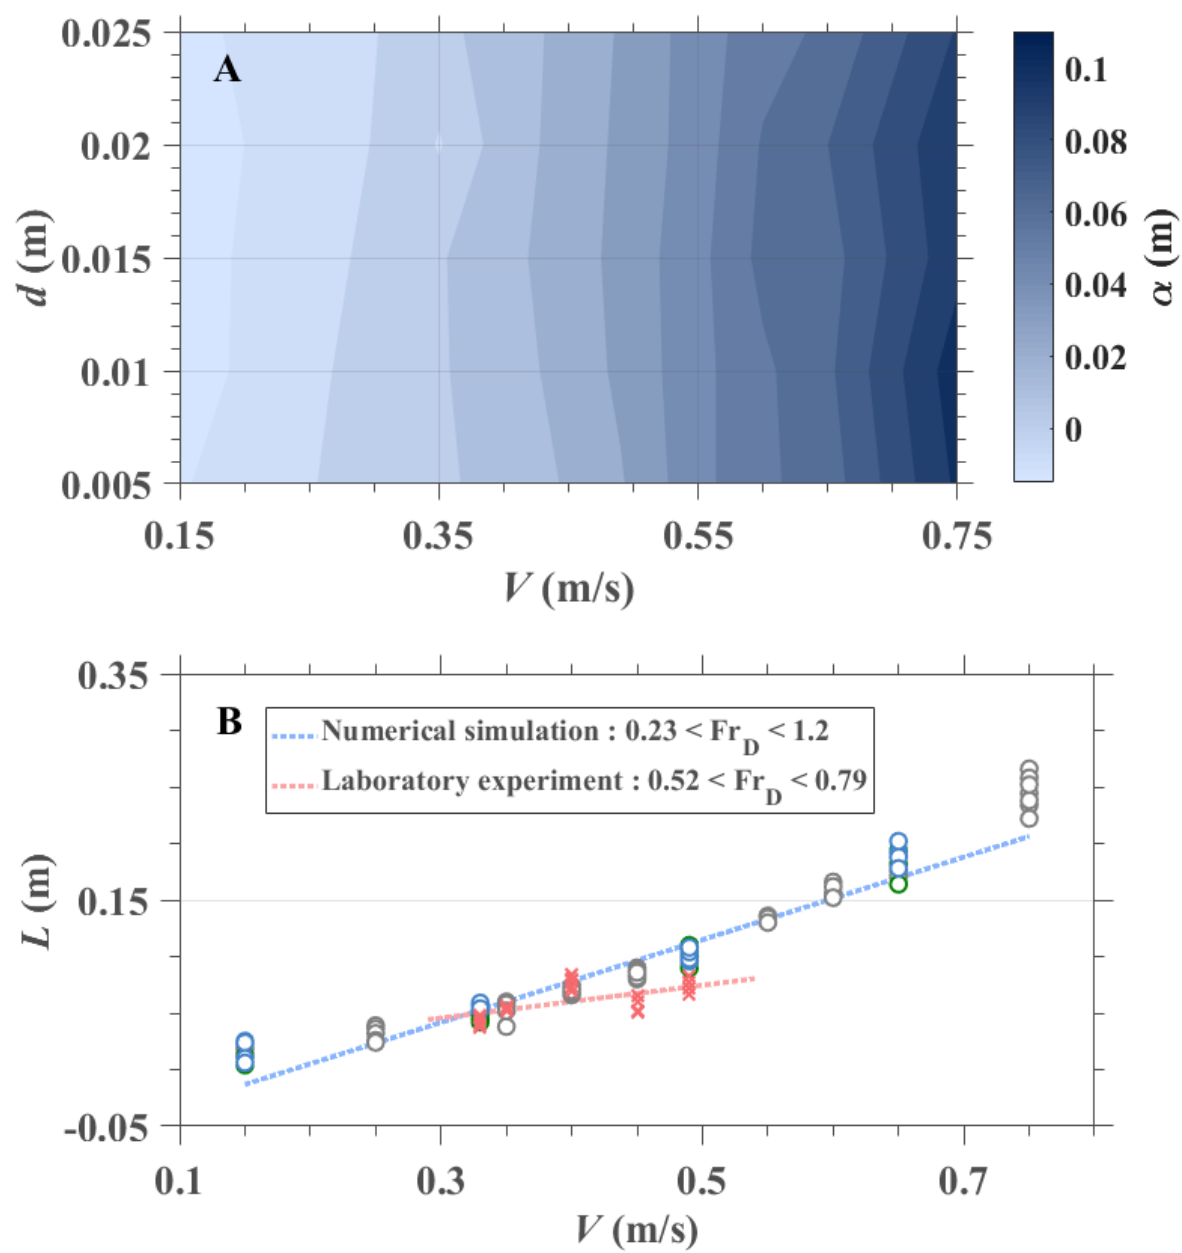 0.025
A
0.02
0.015
0.01
0.005
d (m)
0.15 0.35 0.55 0.75
V (m/s)
0.1
0.08
0.06
0.04
0.02
0
α (m)
0.35
B
Numerical simulation : 0.23 < Fr_D < 1.2
Laboratory experiment : 0.52 < Fr_D < 0.79
0.15
-0.05
L (m)
0.1 0.3 0.5 0.7
V (m/s)